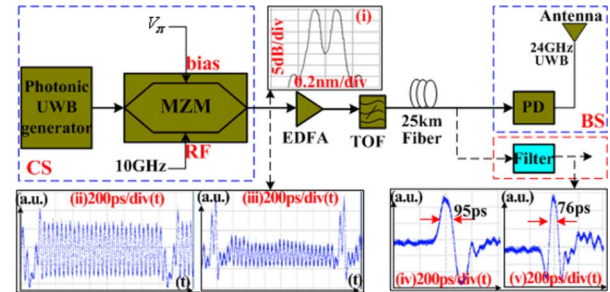 Vπ
bias
Photonic
UWB
generator
MZM
RF
10GHz
CS
(i)
5dB/div
0.2nm/div
EDFA
TOF
25km
Fiber
Antenna
24GHz
UWB
PD
BS
Filter
a.u.)
(ii)200ps/div(t)
(t)
a.u.)
(iii)200ps/div(t)
(t)
(a.u.)
95ps
(iv)200ps/div(t)
(a.u.)
76ps
(v)200ps/div(t)